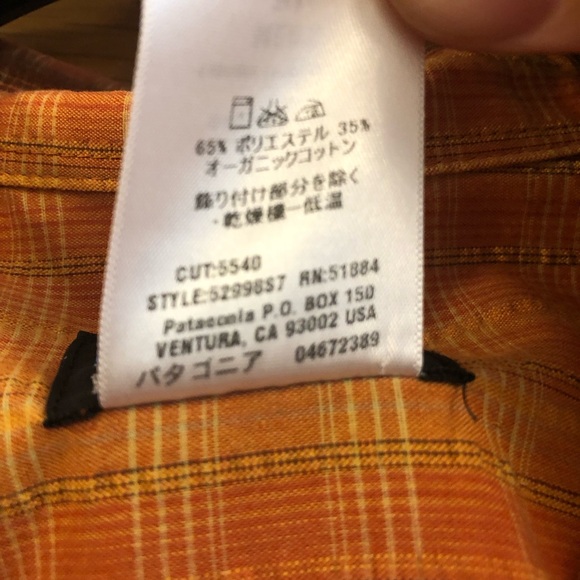 65% ポリエステル 35%
オーガニックコットン
飾り付け部分を除く
・乾燥機ー低温
CUT:5540
STYLE:52998S7 RN:51884
Patagonia P.O. BOX 150
VENTURA, CA 93002 USA
パタゴニア 04672389